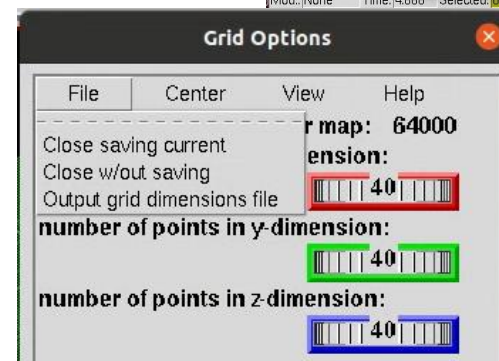 Mod.: None Time: 4.666 Selected:
Grid Options
File Center View Help
r map: 64000
Close saving current
ension:
Close w/out saving
40
Output grid dimensions file
number of points in y-dimension:
40
number of points in z-dimension:
40